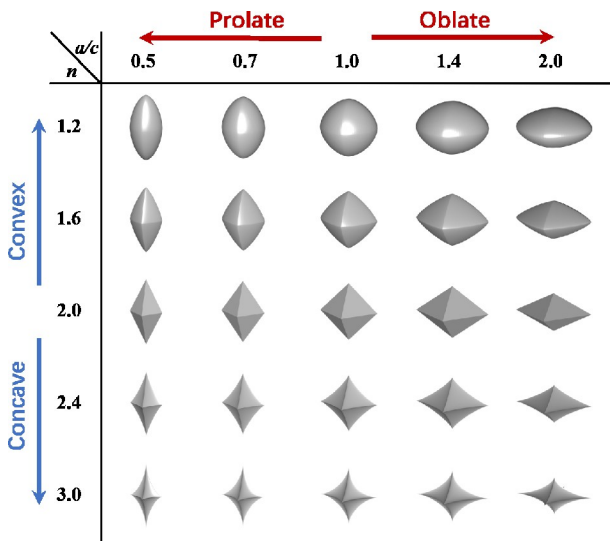 Prolate
Oblate
a/c
n
0.5 0.7 1.0 1.4 2.0
1.2
1.6
2.0
2.4
3.0
Convex
Concave